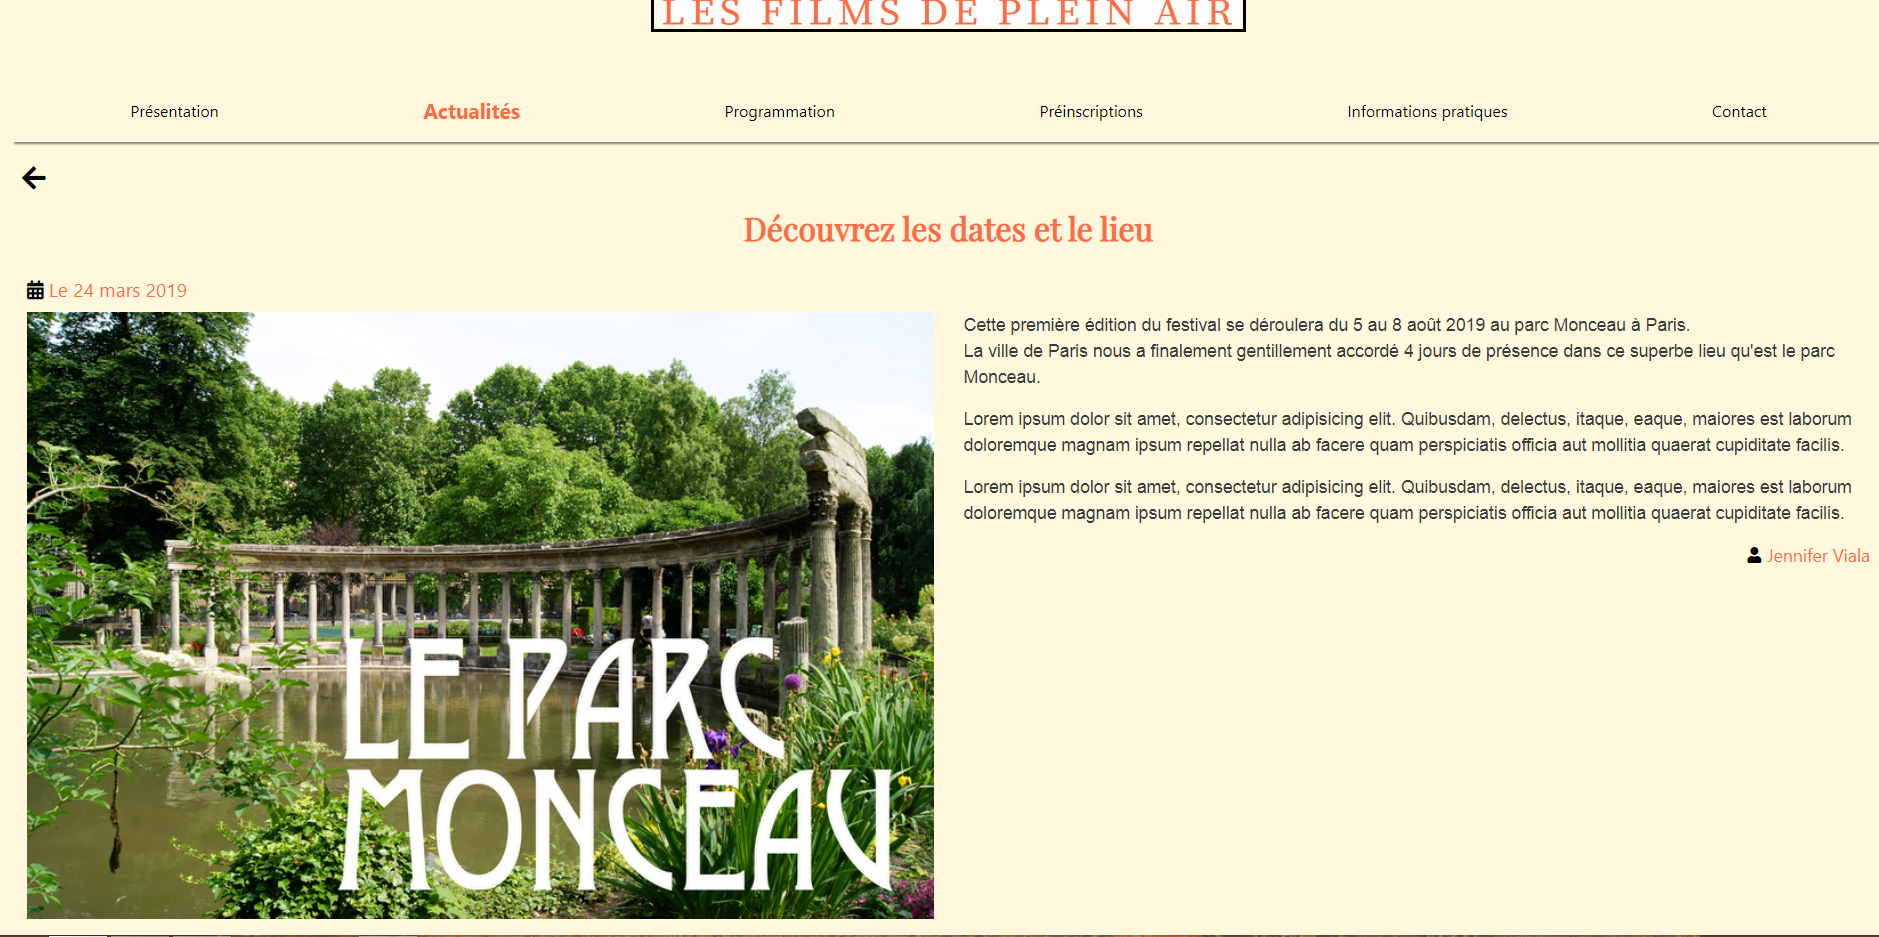 LES FILMS DE PLEIN AIR
Présentation
Actualités
Programmation
Préinscriptions
Informations pratiques
Contact
Découvrez les dates et le lieu
Le 24 mars 2019
Cette première édition du festival se déroulera du 5 au 8 août 2019 au parc Monceau à Paris.
La ville de Paris nous a finalement gentillement accordé 4 jours de présence dans ce superbe lieu qu'est le parc
Monceau.
Lorem ipsum dolor sit amet, consectetur adipisicing elit. Quibusdam, delectus, itaque, eaque, maiores est laborum
doloremque magnam ipsum repellat nulla ab facere quam perspiciatis officia aut mollitia quaerat cupiditate facilis.
Lorem ipsum dolor sit amet, consectetur adipisicing elit. Quibusdam, delectus, itaque, eaque, maiores est laborum
doloremque magnam ipsum repellat nulla ab facere quam perspiciatis officia aut mollitia quaerat cupiditate facilis.
Jennifer Viala
LE PARC
MONCEAU